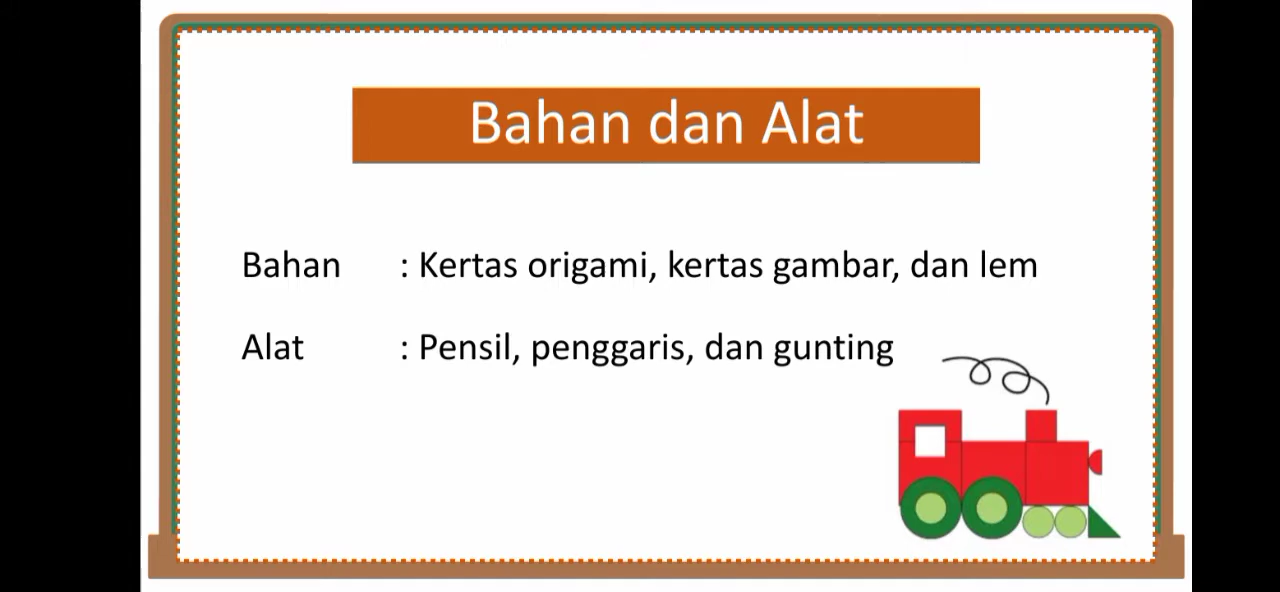 Bahan dan Alat
Bahan : Kertas origami, kertas gambar, dan lem
Alat : Pensil, penggaris, dan gunting